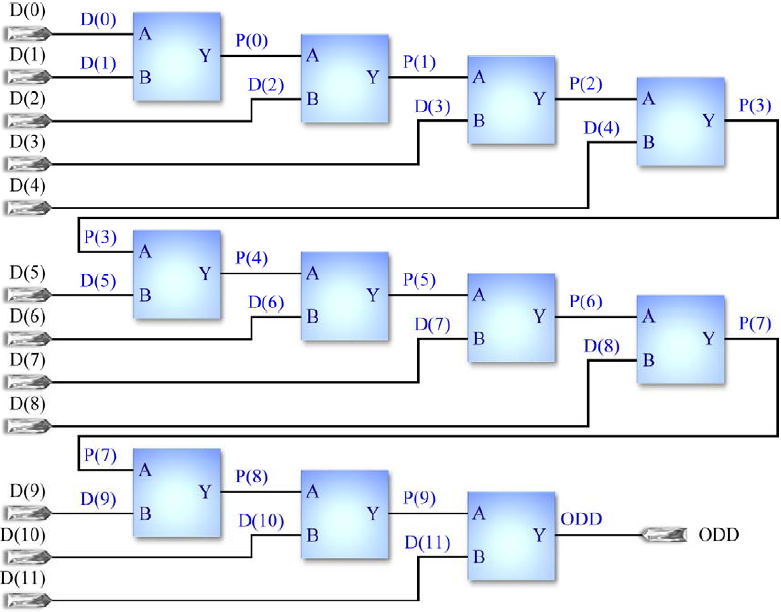 D(0) D(0) A Y P(0) A Y P(1) A Y P(2) A Y P(3)
D(1) D(1) B
D(2) D(2) B
D(3) D(3) B
D(4) D(4) B
P(3) A Y P(4) A Y P(5) A Y P(6) A Y P(7)
D(5) D(5) B
D(6) D(6) B
D(7) D(7) B
D(8) D(8) B
P(7) A Y P(8) A Y P(9) A Y ODD ODD
D(9) D(9) B
D(10) D(10) B
D(11) D(11) B